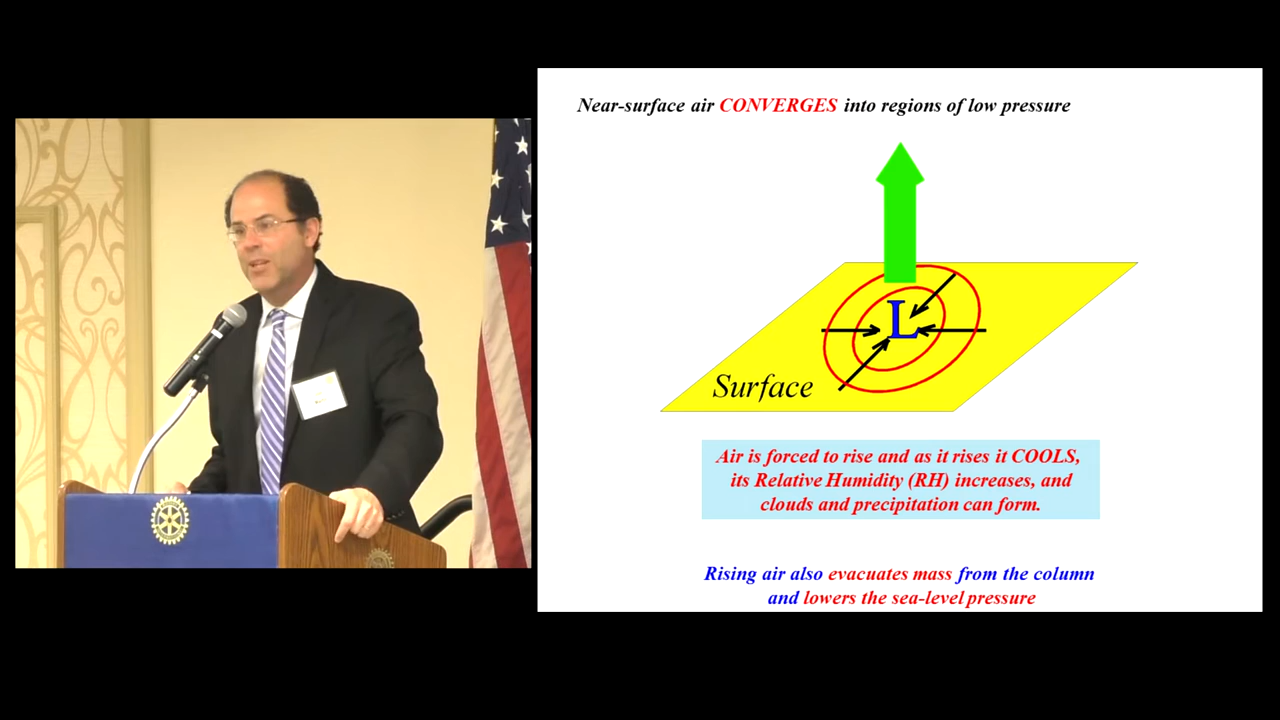 Near-surface air CONVERGES into regions of low pressure
L
Surface
Air is forced to rise and as it rises it COOLS,
its Relative Humidity (RH) increases, and
clouds and precipitation can form.
Rising air also evacuates mass from the column
and lowers the sea-level pressure